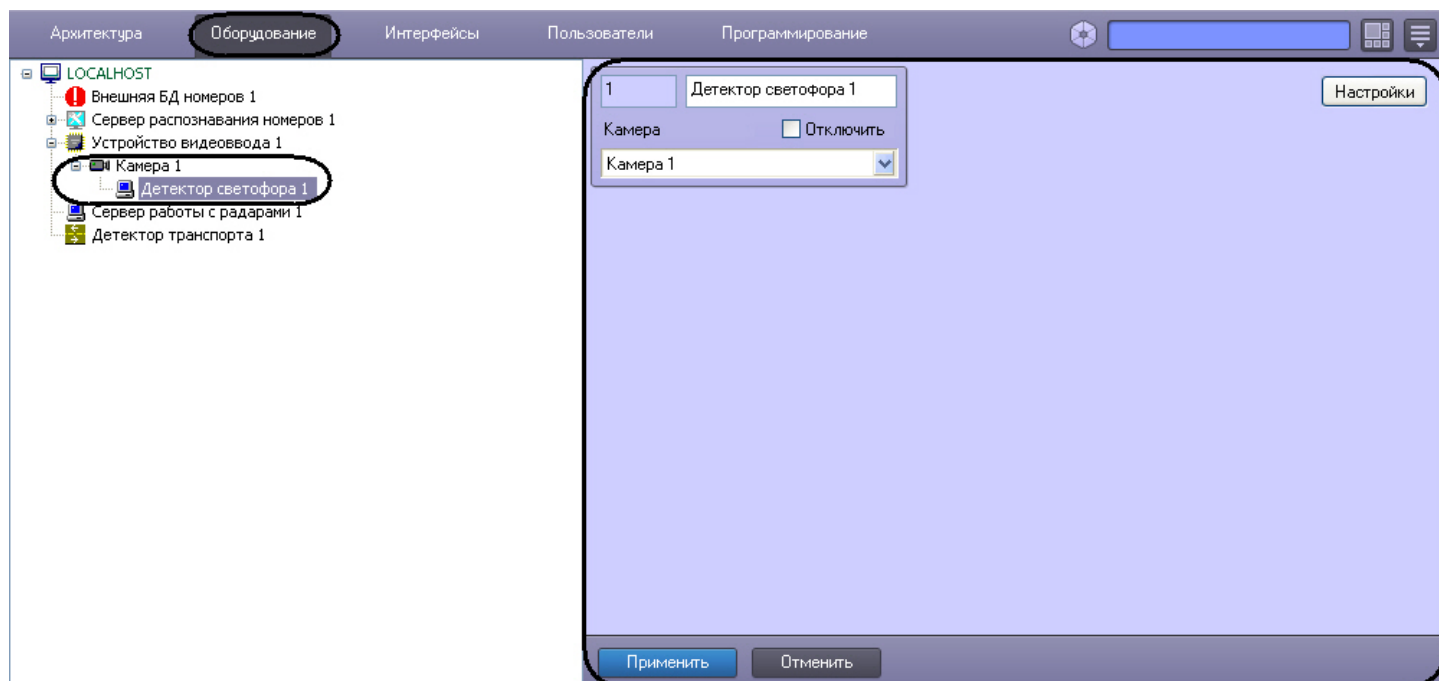 Архитектура Оборудование Интерфейсы Пользователи Программирование
LOCALHOST
Внешняя БД номеров 1
Сервер распознавания номеров 1
Устройство видеоввода 1
Камера 1
Детектор светофора 1
Сервер работы с радарами 1
Детектор транспорта 1
1 Детектор светофора 1
Настройки
Камера Отключить
Камера 1
Применить Отменить